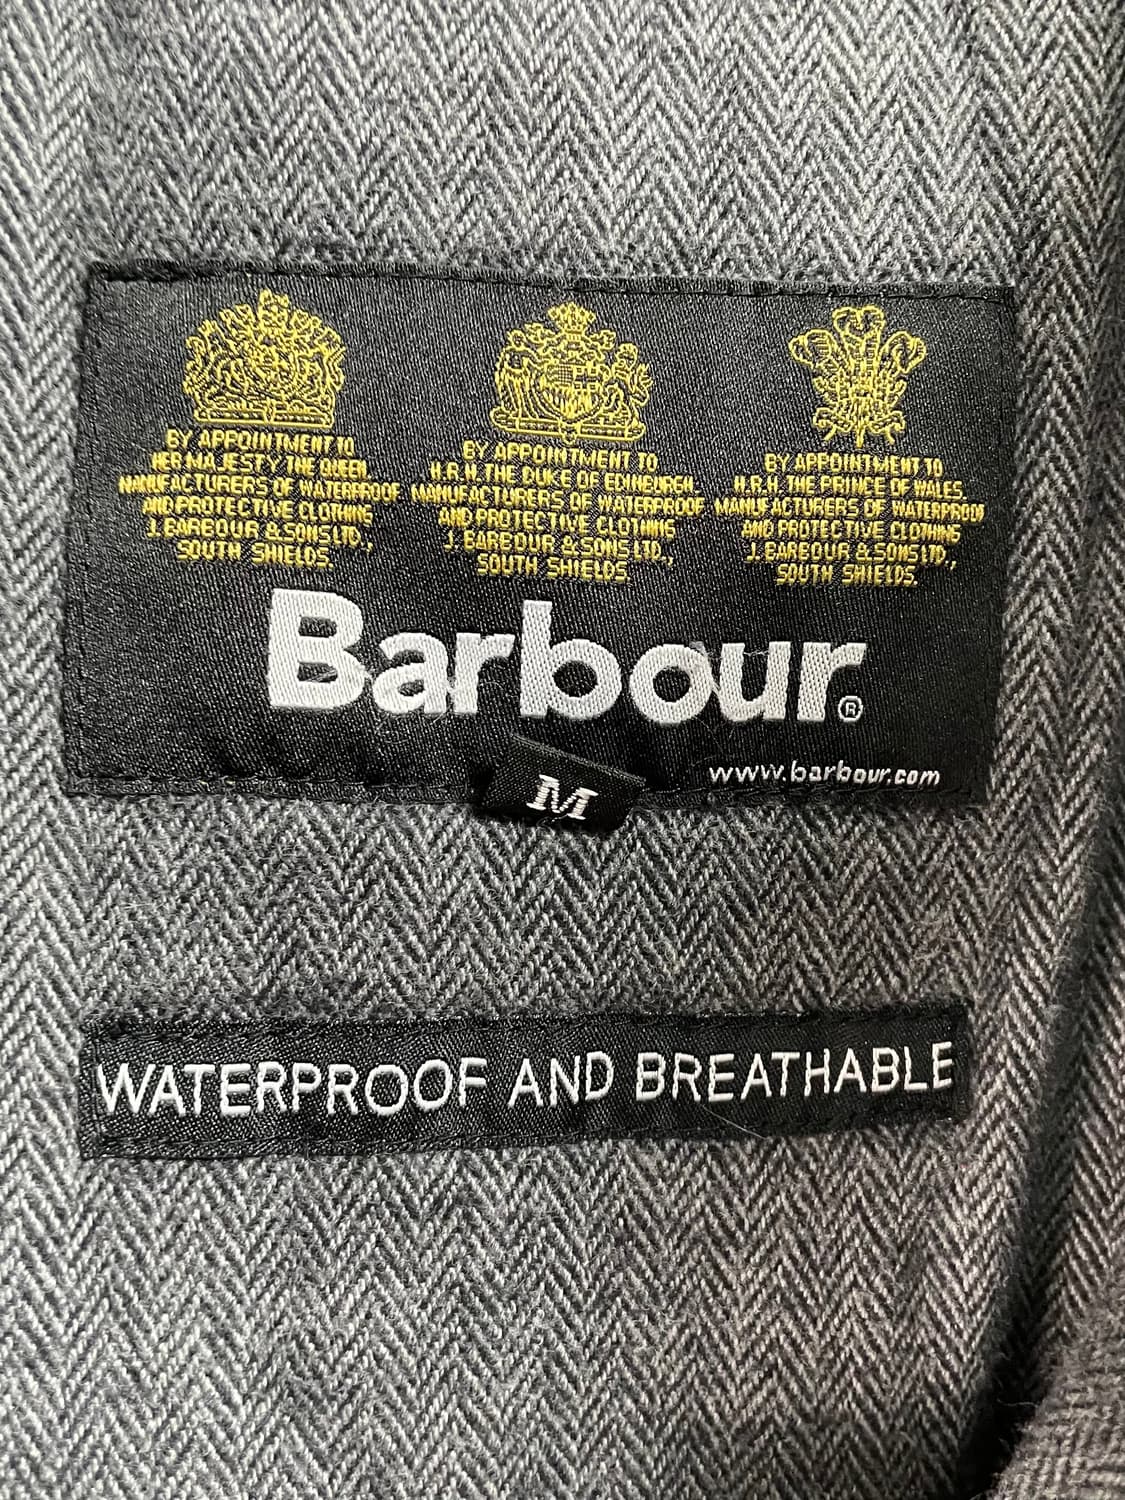 BY APPOINTMENT TO
HER MAJESTY THE QUEEN
MANUFACTURERS OF WATERPROOF
AND PROTECTIVE CLOTHING
J. BARBOUR & SONS LTD.,
SOUTH SHIELDS.
BY APPOINTMENT TO
H.R.H. THE DUKE OF EDINBURGH
MANUFACTURERS OF WATERPROOF
AND PROTECTIVE CLOTHING
J. BARBOUR & SONS LTD.,
SOUTH SHIELDS.
BY APPOINTMENT TO
H.R.H. THE PRINCE OF WALES.
MANUFACTURERS OF WATERPROOF
AND PROTECTIVE CLOTHING
J. BARBOUR & SONS LTD.,
SOUTH SHIELDS.
Barbour®
www.barbour.com
M
WATERPROOF AND BREATHABLE